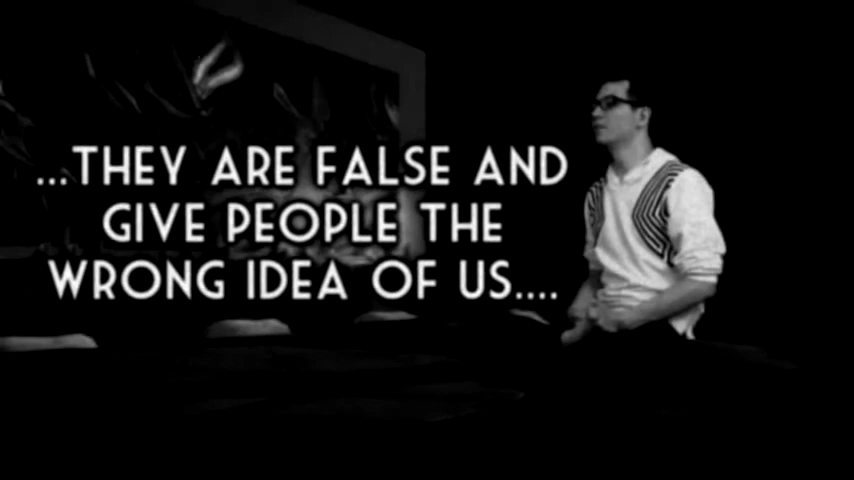 ...THEY ARE FALSE AND
GIVE PEOPLE THE
WRONG IDEA OF US....